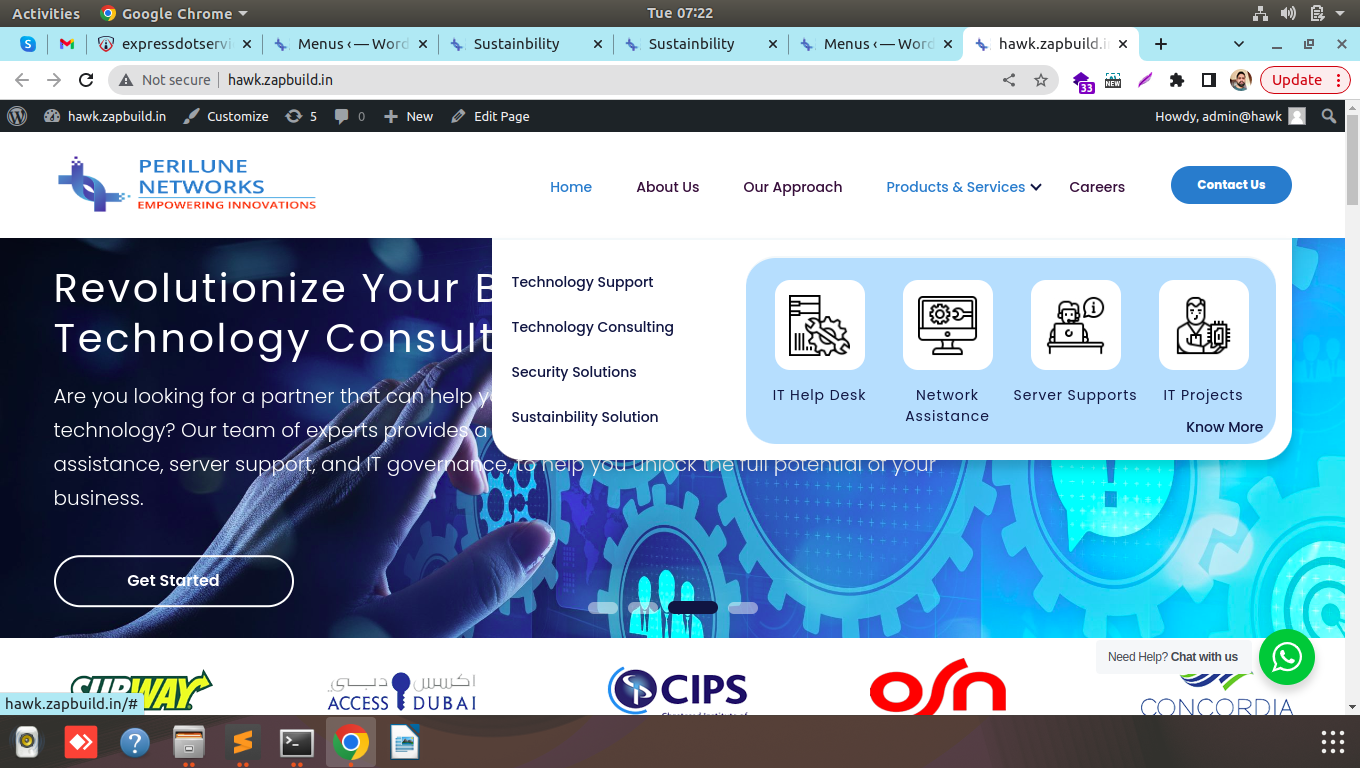 Activities
Google Chrome
Tue 07:22
expressdotservi
Menus ‹ — Word
Sustainbility
Sustainbility
Menus ‹ — Word
hawk.zapbuild.in
Not secure
hawk.zapbuild.in
33
NEW
Update
hawk.zapbuild.in
Customize
5
0
New
Edit Page
Howdy, admin@hawk
PERILUNE
NETWORKS
EMPOWERING INNOVATIONS
Home
About Us
Our Approach
Products & Services
Careers
Contact Us
Technology Support
Technology Consulting
Security Solutions
Sustainbility Solution
IT Help Desk
Network
Assistance
Server Supports
IT Projects
Know More
Revolutionize Your B
Technology Consult
Are you looking for a partner that can help y
technology? Our team of experts provides a
assistance, server support, and IT governance, to help you unlock the full potential of your
business.
Get Started
Need Help? Chat with us
SUBWAY
اكسس دبي
ACCESS DUBAI
CIPS
osn
CONCORDIA
hawk.zapbuild.in/#